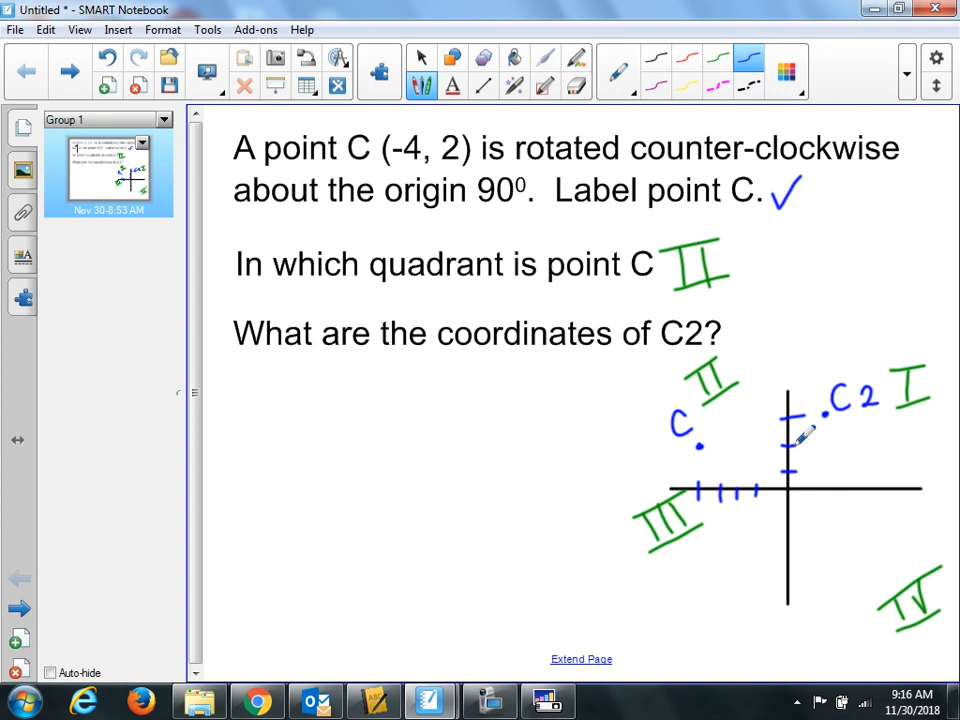 Untitled * - SMART Notebook
File Edit View Insert Format Tools Add-ons Help
Group 1
Nov 30-8:53 AM
A point C (-4, 2) is rotated counter-clockwise
about the origin 90⁰. Label point C. ✓
In which quadrant is point C II
What are the coordinates of C2?
II
C
C2 I
III
IV
Extend Page
Auto-hide
9:16 AM
11/30/2018